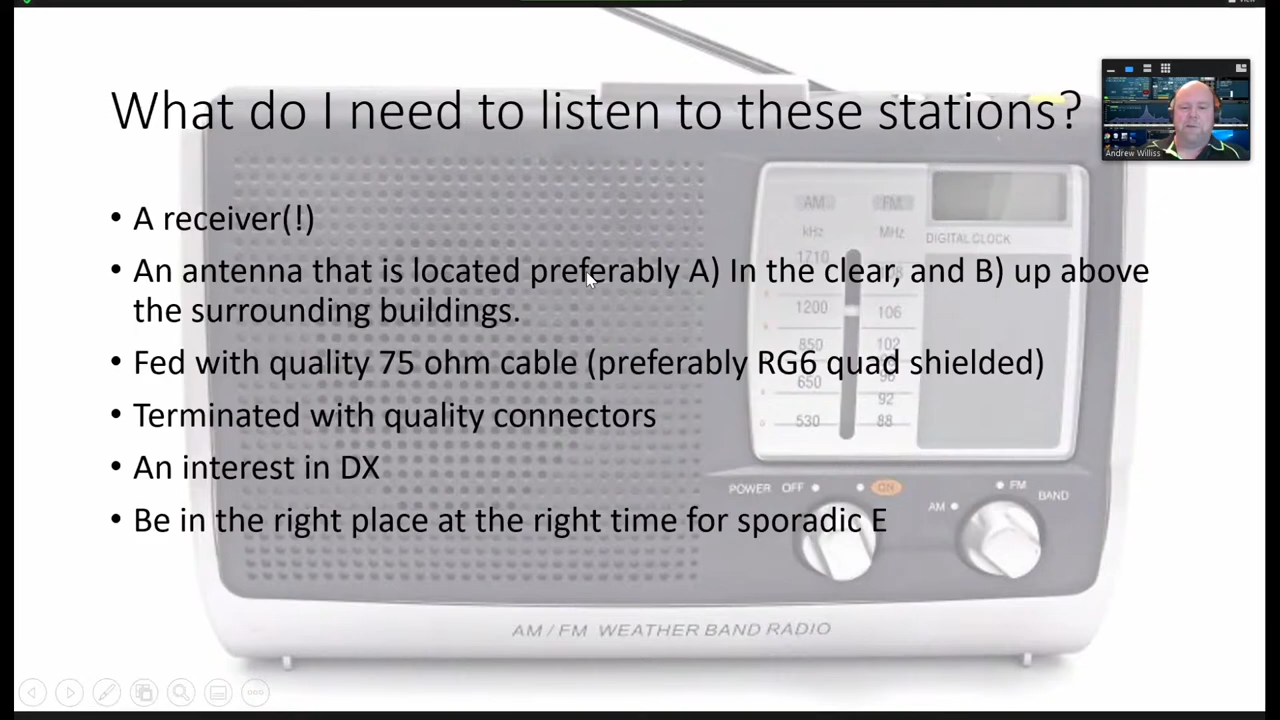 What do I need to listen to these stations?
Andrew Williss
• A receiver(!)
• An antenna that is located preferably A) In the clear, and B) up above
the surrounding buildings.
• Fed with quality 75 ohm cable (preferably RG6 quad shielded)
• Terminated with quality connectors
• An interest in DX
• Be in the right place at the right time for sporadic E
AM FM
kHz MHz
DIGITAL CLOCK
1710
1200 106
850 102
650 98
92
530 88
POWER OFF ON
AM FM BAND
AM/FM WEATHER BAND RADIO